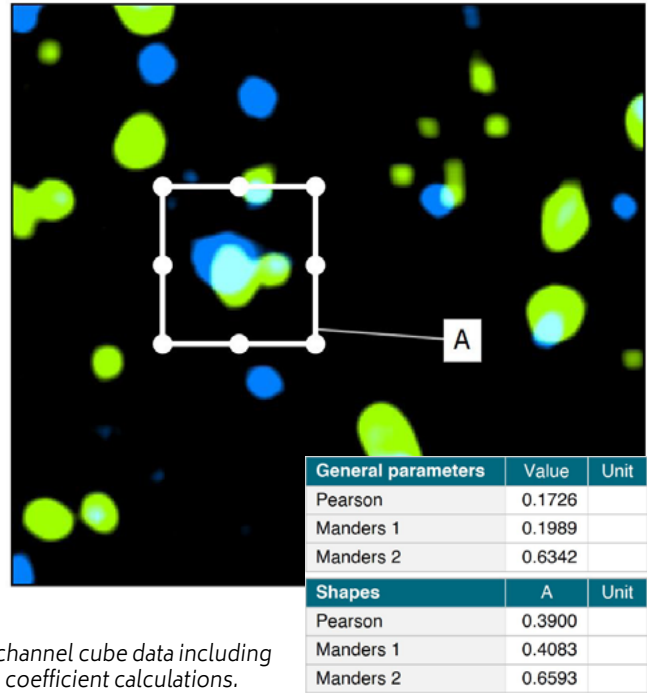 A
General parameters Value Unit
Pearson 0.1726
Manders 1 0.1989
Manders 2 0.6342
Shapes A Unit
Pearson 0.3900
Manders 1 0.4083
Manders 2 0.6593
channel cube data including
coefficient calculations.